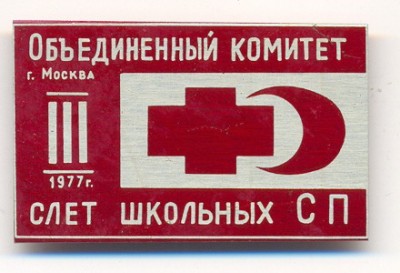 Объединенный комитет
г. Москва
III
1977г.
слет школьных СП